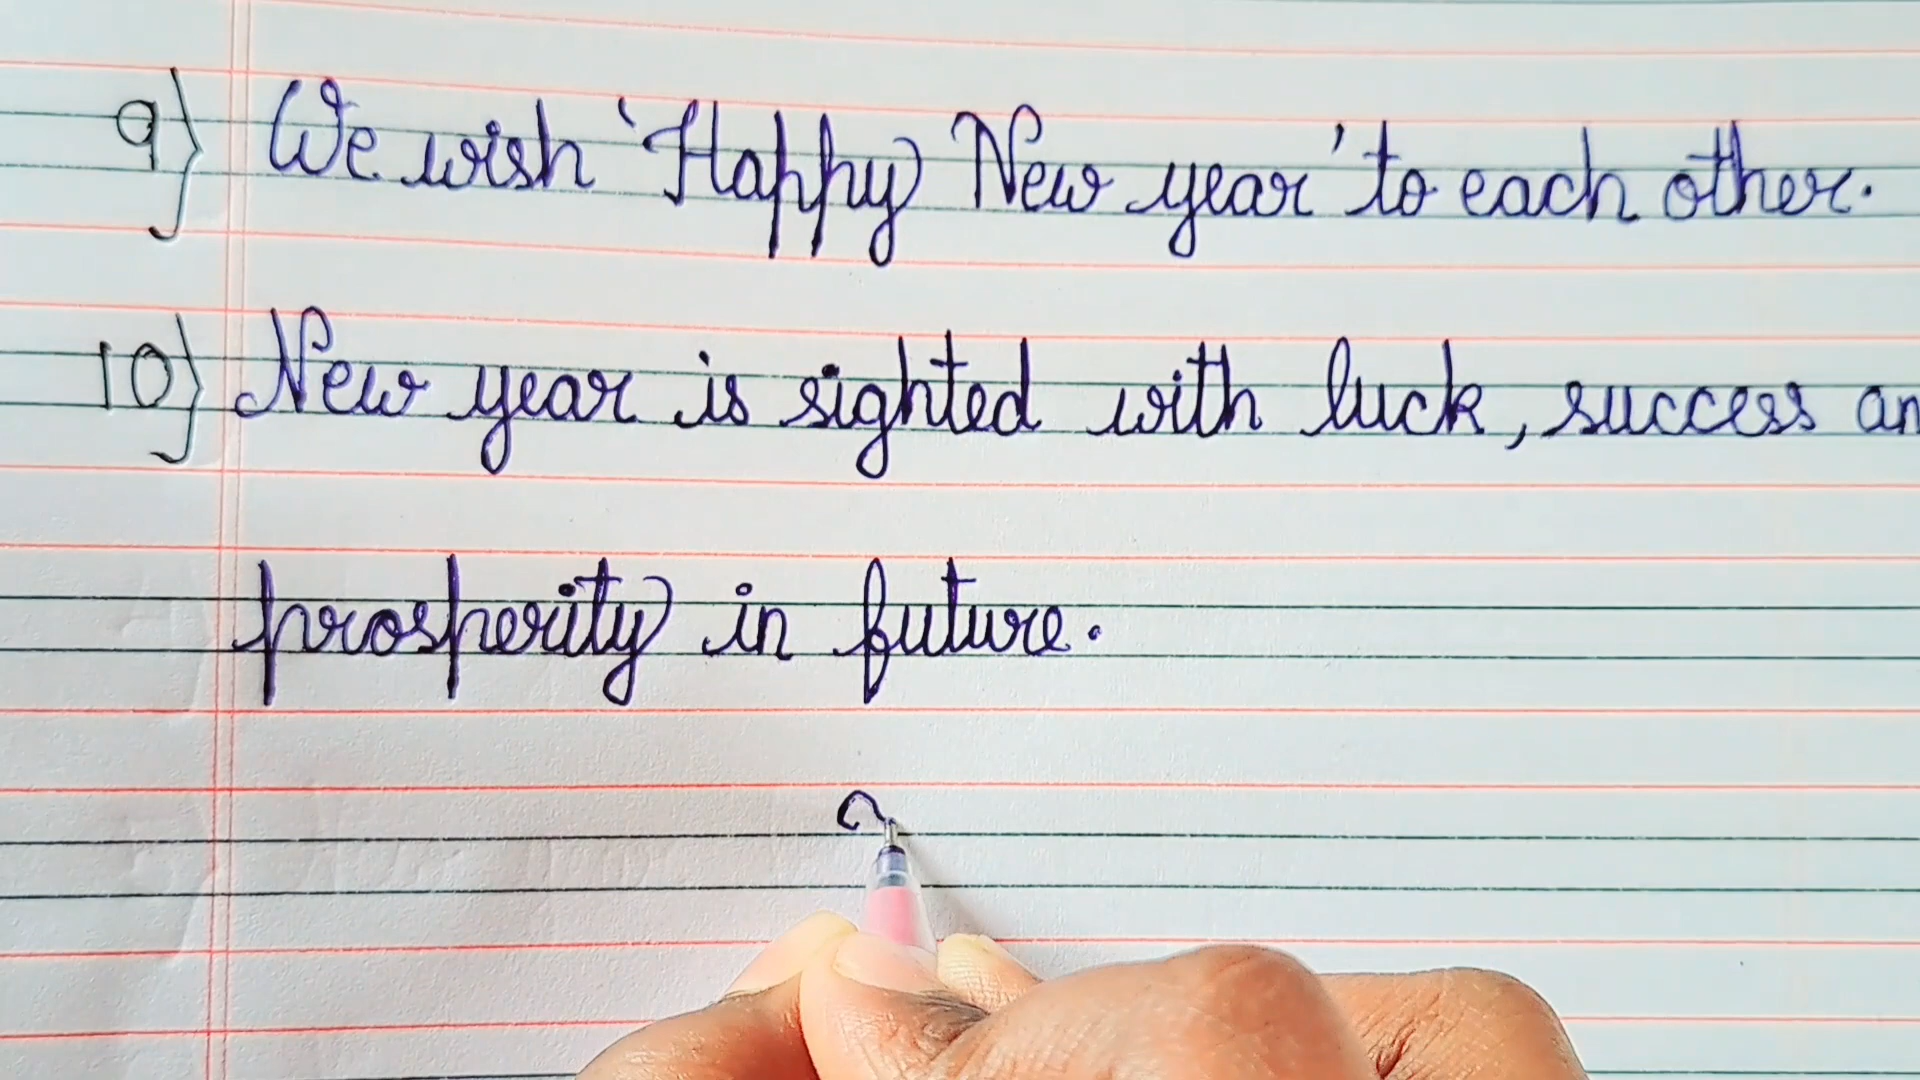 9) We wish 'Happy New year' to each other.
10) New year is sighted with luck, success an
prosperity in future.